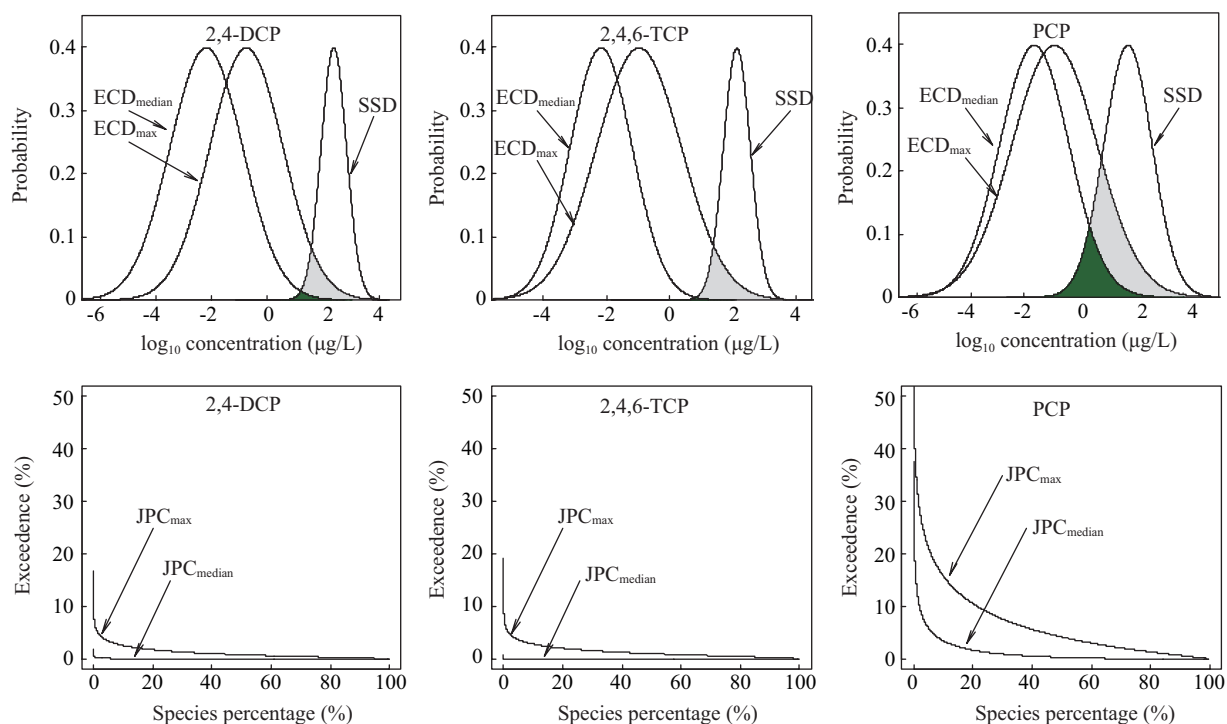 2,4-DCP
0.4
0.3
0.2
0.1
0
Probability
ECDmedian
ECDmax
SSD
-6 -4 -2 0 2 4
log10 concentration (μg/L)
2,4,6-TCP
0.4
0.3
0.2
0.1
0
Probability
ECDmedian
ECDmax
SSD
-4 -2 0 2 4
log10 concentration (μg/L)
PCP
0.4
0.3
0.2
0.1
0
Probability
ECDmedian
ECDmax
SSD
-6 -4 -2 0 2 4
log10 concentration (μg/L)
2,4-DCP
50
40
30
20
10
0
Exceedence (%)
JPCmax
JPCmedian
0 20 40 60 80 100
Species percentage (%)
2,4,6-TCP
50
40
30
20
10
0
Exceedence (%)
JPCmax
JPCmedian
0 20 40 60 80 100
Species percentage (%)
PCP
50
40
30
20
10
0
Exceedence (%)
JPCmax
JPCmedian
0 20 40 60 80 100
Species percentage (%)